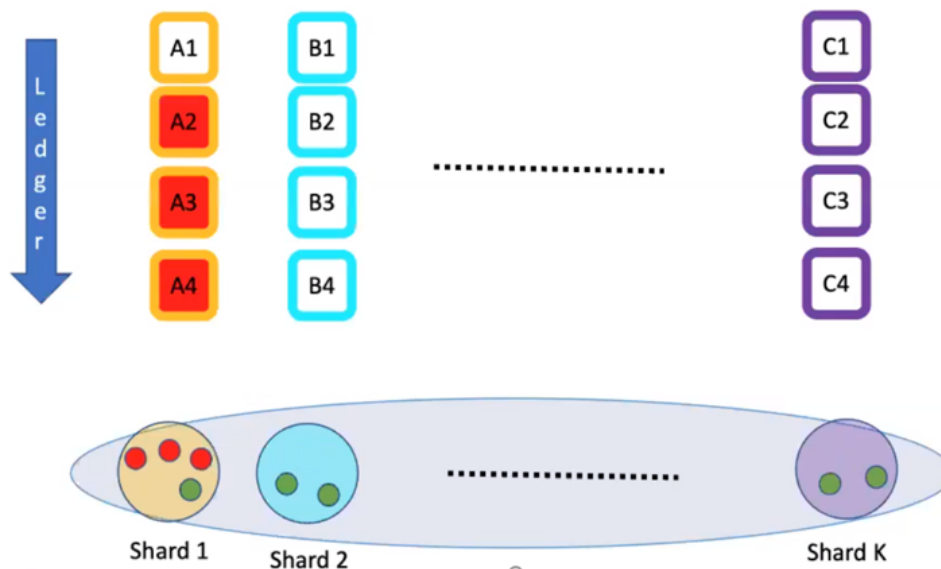 Ledger
A1 B1 C1
A2 B2 C2
A3 B3 C3
A4 B4 C4
Shard 1 Shard 2 Shard K